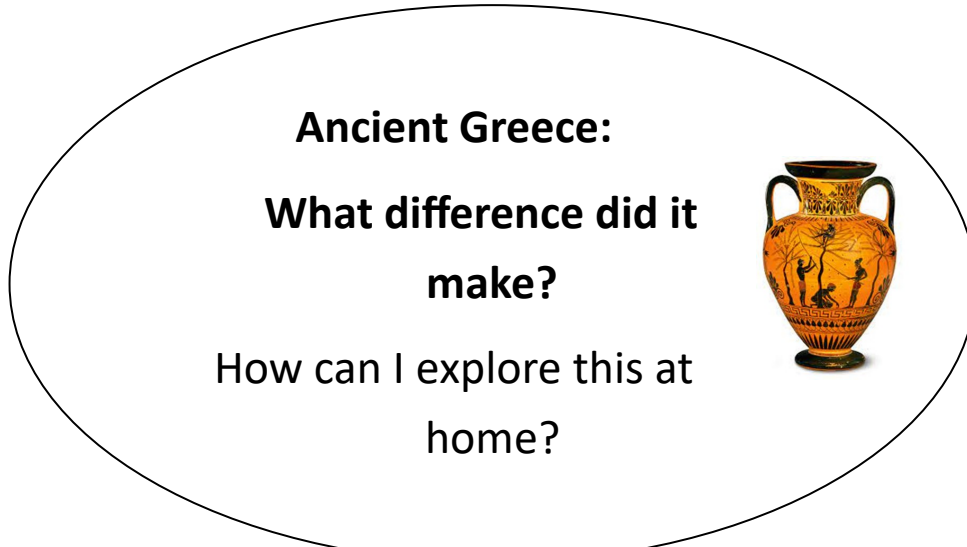 Ancient Greece:
What difference did it
make?
How can I explore this at
home?